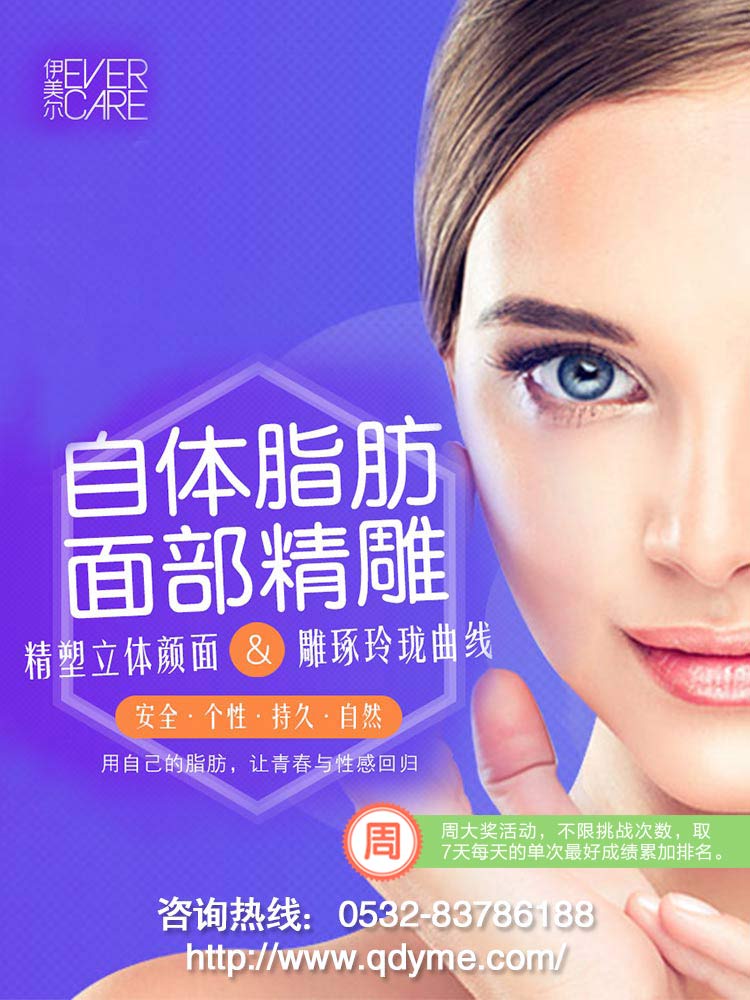 伊美尔
EVER
CARE
自体脂肪
面部精雕
精塑立体颜面 & 雕琢玲珑曲线
安全·个性·持久·自然
用自己的脂肪，让青春与性感回归
周
周大奖活动，不限挑战次数，取
7天每天的单次最好成绩累加排名。
咨询热线：0532-83786188
http://www.qdyme.com/